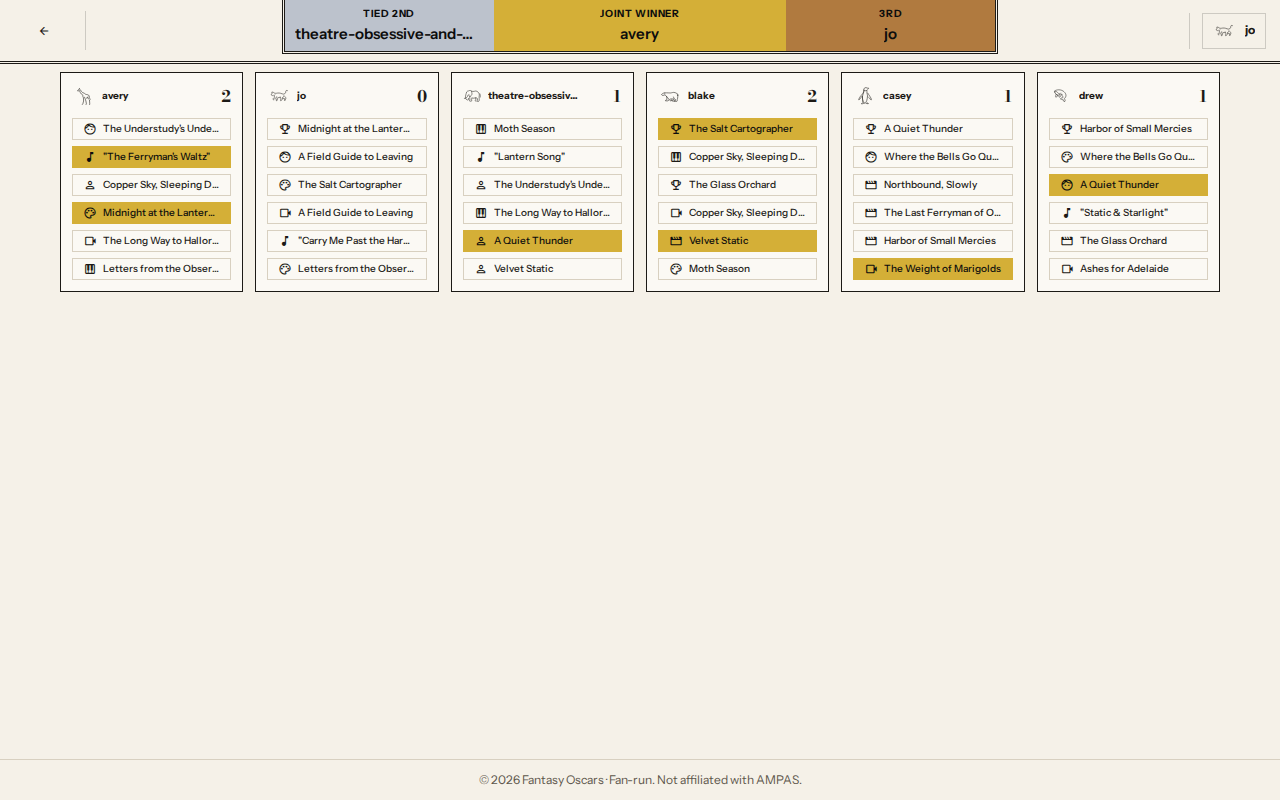 TIED 2ND
theatre-obsessive-and-...
JOINT WINNER
avery
3RD
jo
jo
avery 2
The Understudy's Unde...
"The Ferryman's Waltz"
Copper Sky, Sleeping D...
Midnight at the Lanter...
The Long Way to Hallor...
Letters from the Obser...
jo 0
Midnight at the Lanter...
A Field Guide to Leaving
The Salt Cartographer
A Field Guide to Leaving
"Carry Me Past the Har...
Letters from the Obser...
theatre-obsessiv... 1
Moth Season
"Lantern Song"
The Understudy's Unde...
The Long Way to Hallor...
A Quiet Thunder
Velvet Static
blake 2
The Salt Cartographer
Copper Sky, Sleeping D...
The Glass Orchard
Copper Sky, Sleeping D...
Velvet Static
Moth Season
casey 1
A Quiet Thunder
Where the Bells Go Qu...
Northbound, Slowly
The Last Ferryman of O...
Harbor of Small Mercies
The Weight of Marigolds
drew 1
Harbor of Small Mercies
Where the Bells Go Qu...
A Quiet Thunder
"Static & Starlight"
The Glass Orchard
Ashes for Adelaide
© 2026 Fantasy Oscars · Fan-run. Not affiliated with AMPAS.